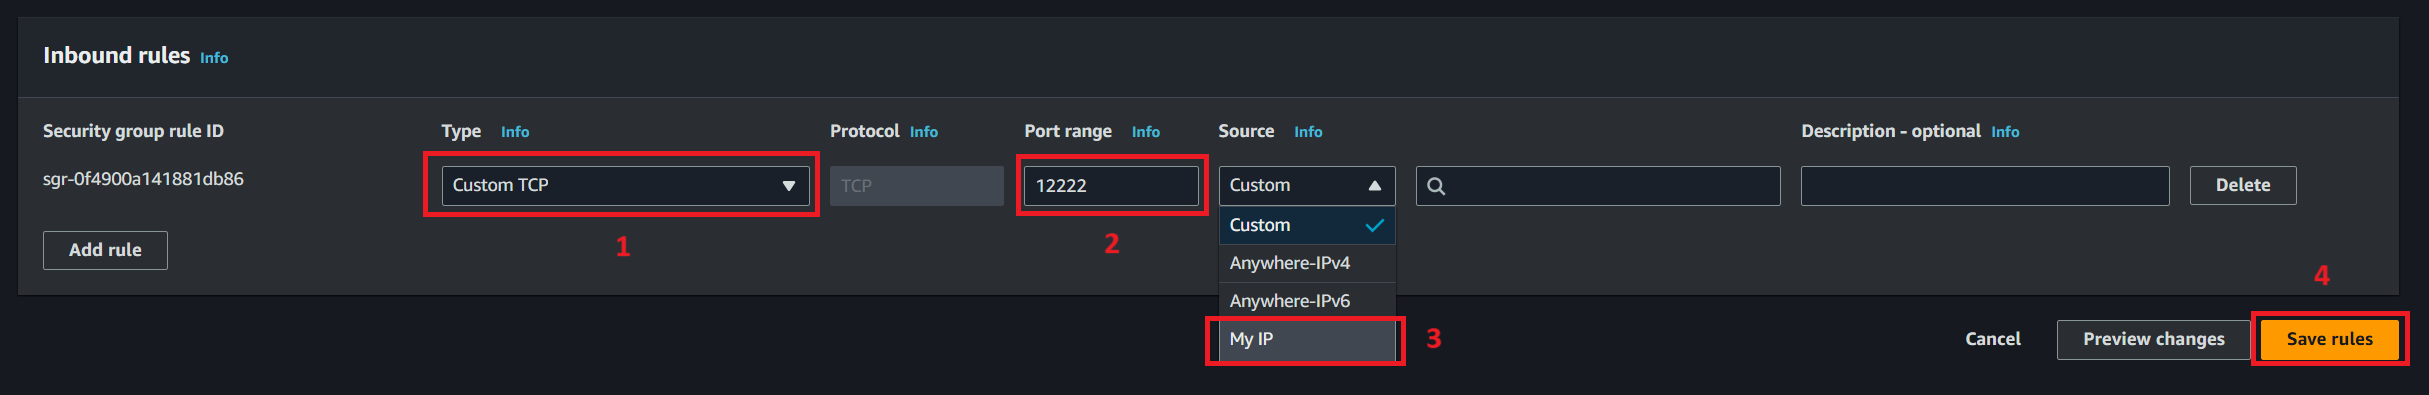 Inbound rules Info
Security group rule ID Type Info Protocol Info Port range Info Source Info Description - optional Info
sgr-0f4900a141881db86 Custom TCP TCP 12222 Custom Delete
Custom
Add rule 1 2
Anywhere-IPv4
4
Anywhere-IPv6
My IP 3 Cancel Preview changes Save rules